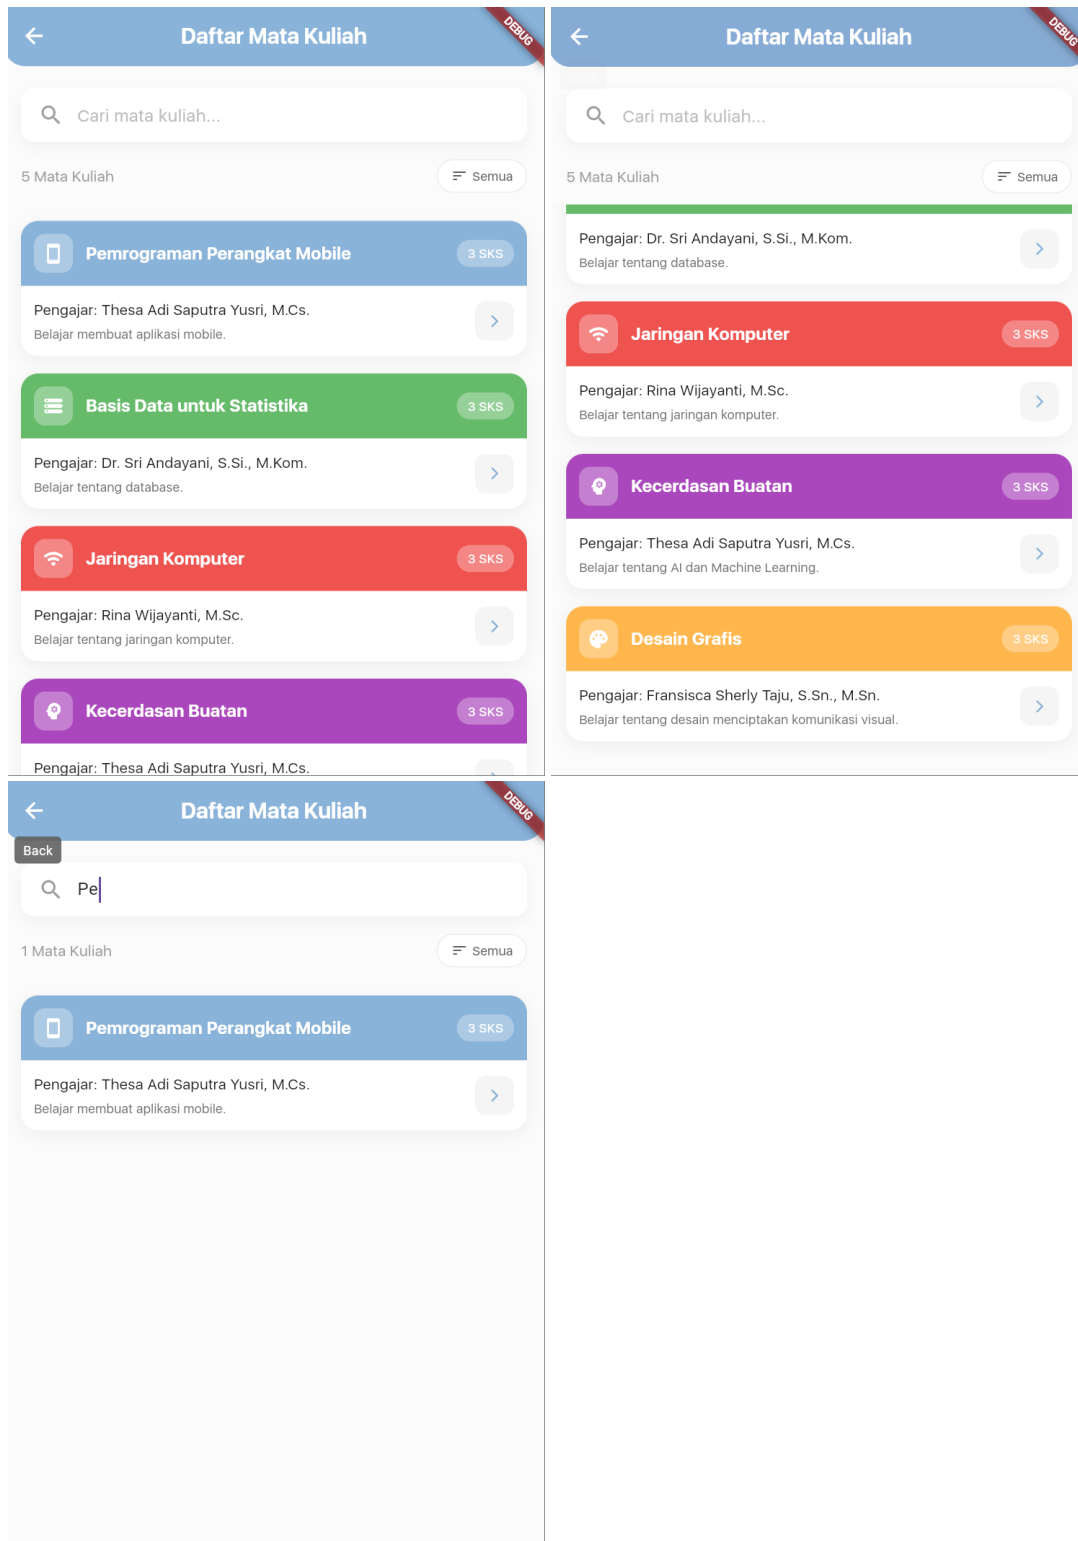 Daftar Mata Kuliah
DEBUG
Cari mata kuliah...
5 Mata Kuliah
Semua
Pemrograman Perangkat Mobile
3 SKS
Pengajar: Thesa Adi Saputra Yusri, M.Cs.
Belajar membuat aplikasi mobile.
Basis Data untuk Statistika
3 SKS
Pengajar: Dr. Sri Andayani, S.Si., M.Kom.
Belajar tentang database.
Jaringan Komputer
3 SKS
Pengajar: Rina Wijayanti, M.Sc.
Belajar tentang jaringan komputer.
Kecerdasan Buatan
3 SKS
Pengajar: Thesa Adi Saputra Yusri, M.Cs.
Daftar Mata Kuliah
DEBUG
Cari mata kuliah...
5 Mata Kuliah
Semua
Pengajar: Dr. Sri Andayani, S.Si., M.Kom.
Belajar tentang database.
Jaringan Komputer
3 SKS
Pengajar: Rina Wijayanti, M.Sc.
Belajar tentang jaringan komputer.
Kecerdasan Buatan
3 SKS
Pengajar: Thesa Adi Saputra Yusri, M.Cs.
Belajar tentang AI dan Machine Learning.
Desain Grafis
3 SKS
Pengajar: Fransisca Sherly Taju, S.Sn., M.Sn.
Belajar tentang desain menciptakan komunikasi visual.
Daftar Mata Kuliah
DEBUG
Back
Pe
1 Mata Kuliah
Semua
Pemrograman Perangkat Mobile
3 SKS
Pengajar: Thesa Adi Saputra Yusri, M.Cs.
Belajar membuat aplikasi mobile.